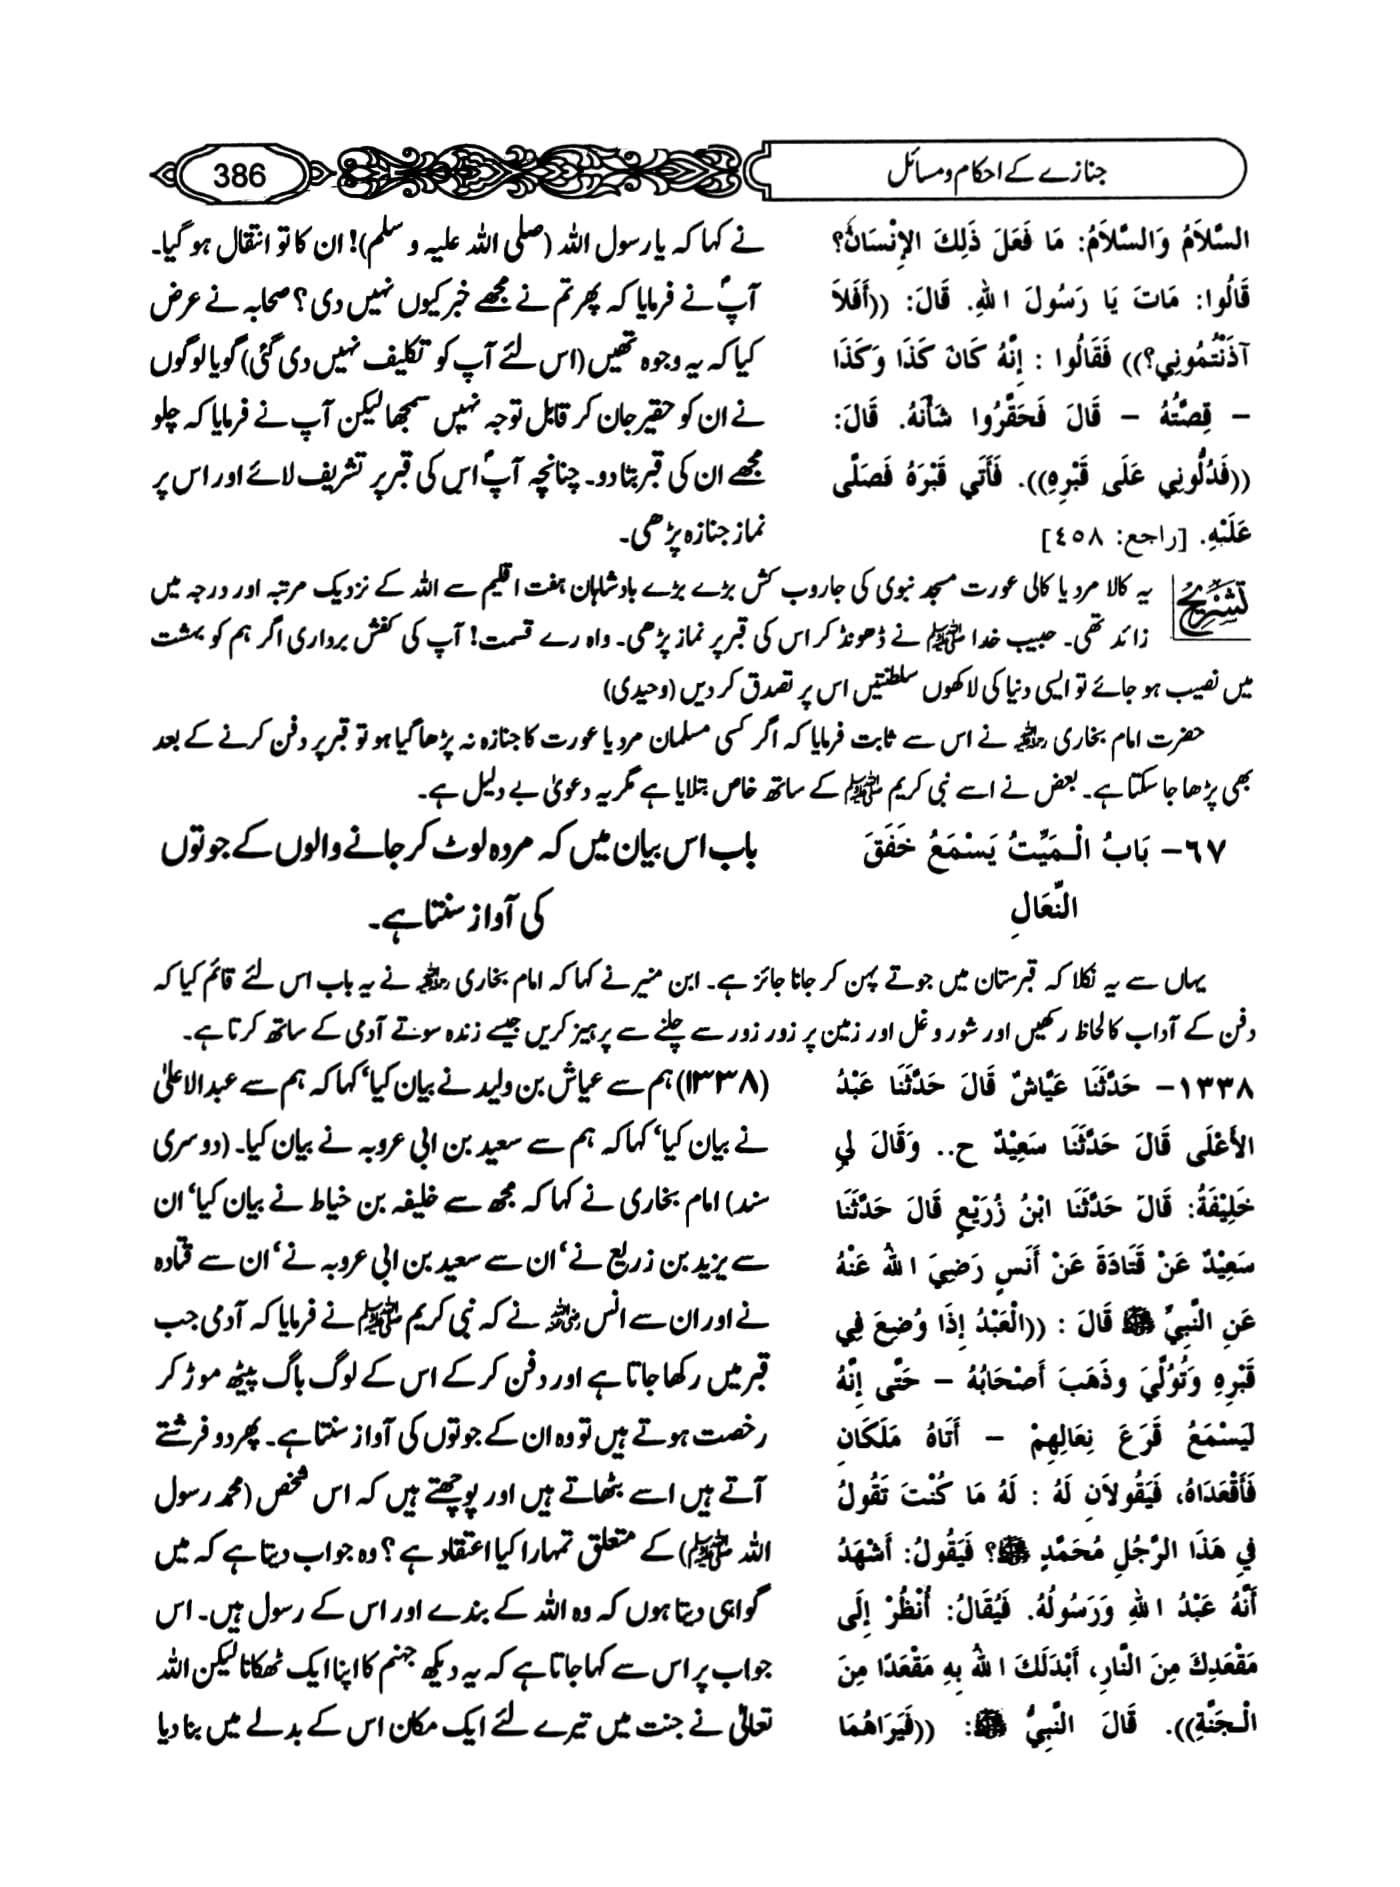 جنازے کے احکام و مسائل
386
السَّلاَمُ وَالسَّلاَمُ: مَا فَعَلَ ذَلِكَ الإِنْسَانُ؟
قَالُوا: مَاتَ يَا رَسُولَ اللهِ. قَالَ: ((أَفَلاَ
آذَنْتُمُونِي؟)) فَقَالُوا : إِنَّهُ كَانَ كَذَا وَكَذَا
– قِصَّتُهُ – قَالَ فَحَقَّرُوا شَأْنَهُ. قَالَ:
((فَدُلُّونِي عَلَى قَبْرِهِ)). فَأَتَى قَبْرَهُ فَصَلَّى
عَلَيْهِ. [راجع: ٤٥٨]
نے کہا کہ یا رسول اللہ (صلی اللہ علیہ و سلم)! ان کا تو انتقال ہو گیا۔
آپؐ نے فرمایا کہ پھر تم نے مجھے خبر کیوں نہیں دی؟ صحابہ نے عرض
کیا کہ یہ وجوہ تھیں (اس لئے آپ کو تکلیف نہیں دی گئی) گویا لوگوں
نے ان کو حقیر جان کر قابل توجہ نہیں سمجھا لیکن آپ نے فرمایا کہ چلو
مجھے ان کی قبر بتا دو۔ چنانچہ آپؐ اس کی قبر پر تشریف لائے اور اس پر
نماز جنازہ پڑھی۔
تشریح یہ کالا مرد یا کالی عورت مسجد نبوی کی جاروب کش بڑے بڑے بادشاہان ہفت اقلیم سے اللہ کے نزدیک مرتبہ اور درجہ میں
زائد تھی۔ حبیب خدا ﷺ نے ڈھونڈ کر اس کی قبر پر نماز پڑھی۔ واہ رے قسمت! آپ کی کفش برداری اگر ہم کو بہشت
میں نصیب ہو جائے تو ایسی دنیا کی لاکھوں سلطنتیں اس پر تصدق کر دیں (وحیدی)
حضرت امام بخاری رحمۃ اللہ علیہ نے اس سے ثابت فرمایا کہ اگر کسی مسلمان مرد یا عورت کا جنازہ نہ پڑھا گیا ہو تو قبر پر دفن کرنے کے بعد
بھی پڑھا جا سکتا ہے۔ بعض نے اسے نبی کریم ﷺ کے ساتھ خاص بتلایا ہے مگر یہ دعویٰ بے دلیل ہے۔
٦٧– بَابُ الْـمَيِّتُ يَسْمَعُ خَفَقَ
النِّعَالِ
باب اس بیان میں کہ مردہ لوٹ کر جانے والوں کے جوتوں
کی آواز سنتا ہے۔
یہاں سے یہ نکلا کہ قبرستان میں جوتے پہن کر جانا جائز ہے۔ ابن منیر نے کہا کہ امام بخاری رحمۃ اللہ علیہ نے یہ باب اس لئے قائم کیا کہ
دفن کے آداب کا لحاظ رکھیں اور شور و غل اور زمین پر زور زور سے چلنے سے پرہیز کریں جیسے زندہ سوتے آدمی کے ساتھ کرتا ہے۔
١٣٣٨– حَدَّثَنَا عَيَّاشٌ قَالَ حَدَّثَنَا عَبْدُ
الأَعْلَى قَالَ حَدَّثَنَا سَعِيْدٌ ح.. وَقَالَ لِي
خَلِيْفَةُ: قَالَ حَدَّثَنَا ابْنُ زُرَيْعٍ قَالَ حَدَّثَنَا
سَعِيْدٌ عَنْ قَتَادَةَ عَنْ أَنَسٍ رَضِيَ اللهُ عَنْهُ
عَنِ النَّبِيِّ ﷺ قَالَ : ((الْعَبْدُ إِذَا وُضِعَ فِي
قَبْرِهِ وَتُوُلِّيَ وذَهَبَ أَصْحَابُهُ – حَتَّى إِنَّهُ
لَيَسْمَعُ قَرْعَ نِعَالِهِمْ – أَتَاهُ مَلَكَانِ
فَأَقْعَدَاهُ، فَيَقُولاَنِ لَهُ : لَهُ مَا كُنْتَ تَقُولُ
فِي هَذَا الرَّجُلِ مُحَمَّدٍ ﷺ؟ فَيَقُولُ: أَشْهَدُ
أَنَّهُ عَبْدُ اللهِ وَرَسُولُهُ. فَيُقَالُ: أُنْظُرْ إِلَى
مَقْعَدِكَ مِنَ النَّارِ، أَبْدَلَكَ اللهُ بِهِ مَقْعَدًا مِنَ
الْـجَنَّةِ)). قَالَ النَّبِيُّ ﷺ: ((فَيَرَاهُمَا
(۱۳۳۸) ہم سے عیاش بن ولید نے بیان کیا' کہا کہ ہم سے عبدالاعلیٰ
نے بیان کیا' کہا کہ ہم سے سعید بن ابی عروبہ نے بیان کیا۔ (دوسری
سند) امام بخاری نے کہا کہ مجھ سے خلیفہ بن خیاط نے بیان کیا' ان
سے یزید بن زریع نے' ان سے سعید بن ابی عروبہ نے' ان سے قتادہ
نے اور ان سے انس رضی اللہ عنہ نے کہ نبی کریم ﷺ نے فرمایا کہ آدمی جب
قبر میں رکھا جاتا ہے اور دفن کر کے اس کے لوگ باگ پیٹھ موڑ کر
رخصت ہوتے ہیں تو وہ ان کے جوتوں کی آواز سنتا ہے۔ پھر دو فرشتے
آتے ہیں اسے بٹھاتے ہیں اور پوچھتے ہیں کہ اس شخص (محمد رسول
اللہ ﷺ) کے متعلق تمہارا کیا اعتقاد ہے؟ وہ جواب دیتا ہے کہ میں
گواہی دیتا ہوں کہ وہ اللہ کے بندے اور اس کے رسول ہیں۔ اس
جواب پر اس سے کہا جاتا ہے کہ یہ دیکھ جہنم کا اپنا ایک ٹھکانا لیکن اللہ
تعالیٰ نے جنت میں تیرے لئے ایک مکان اس کے بدلے میں بنا دیا